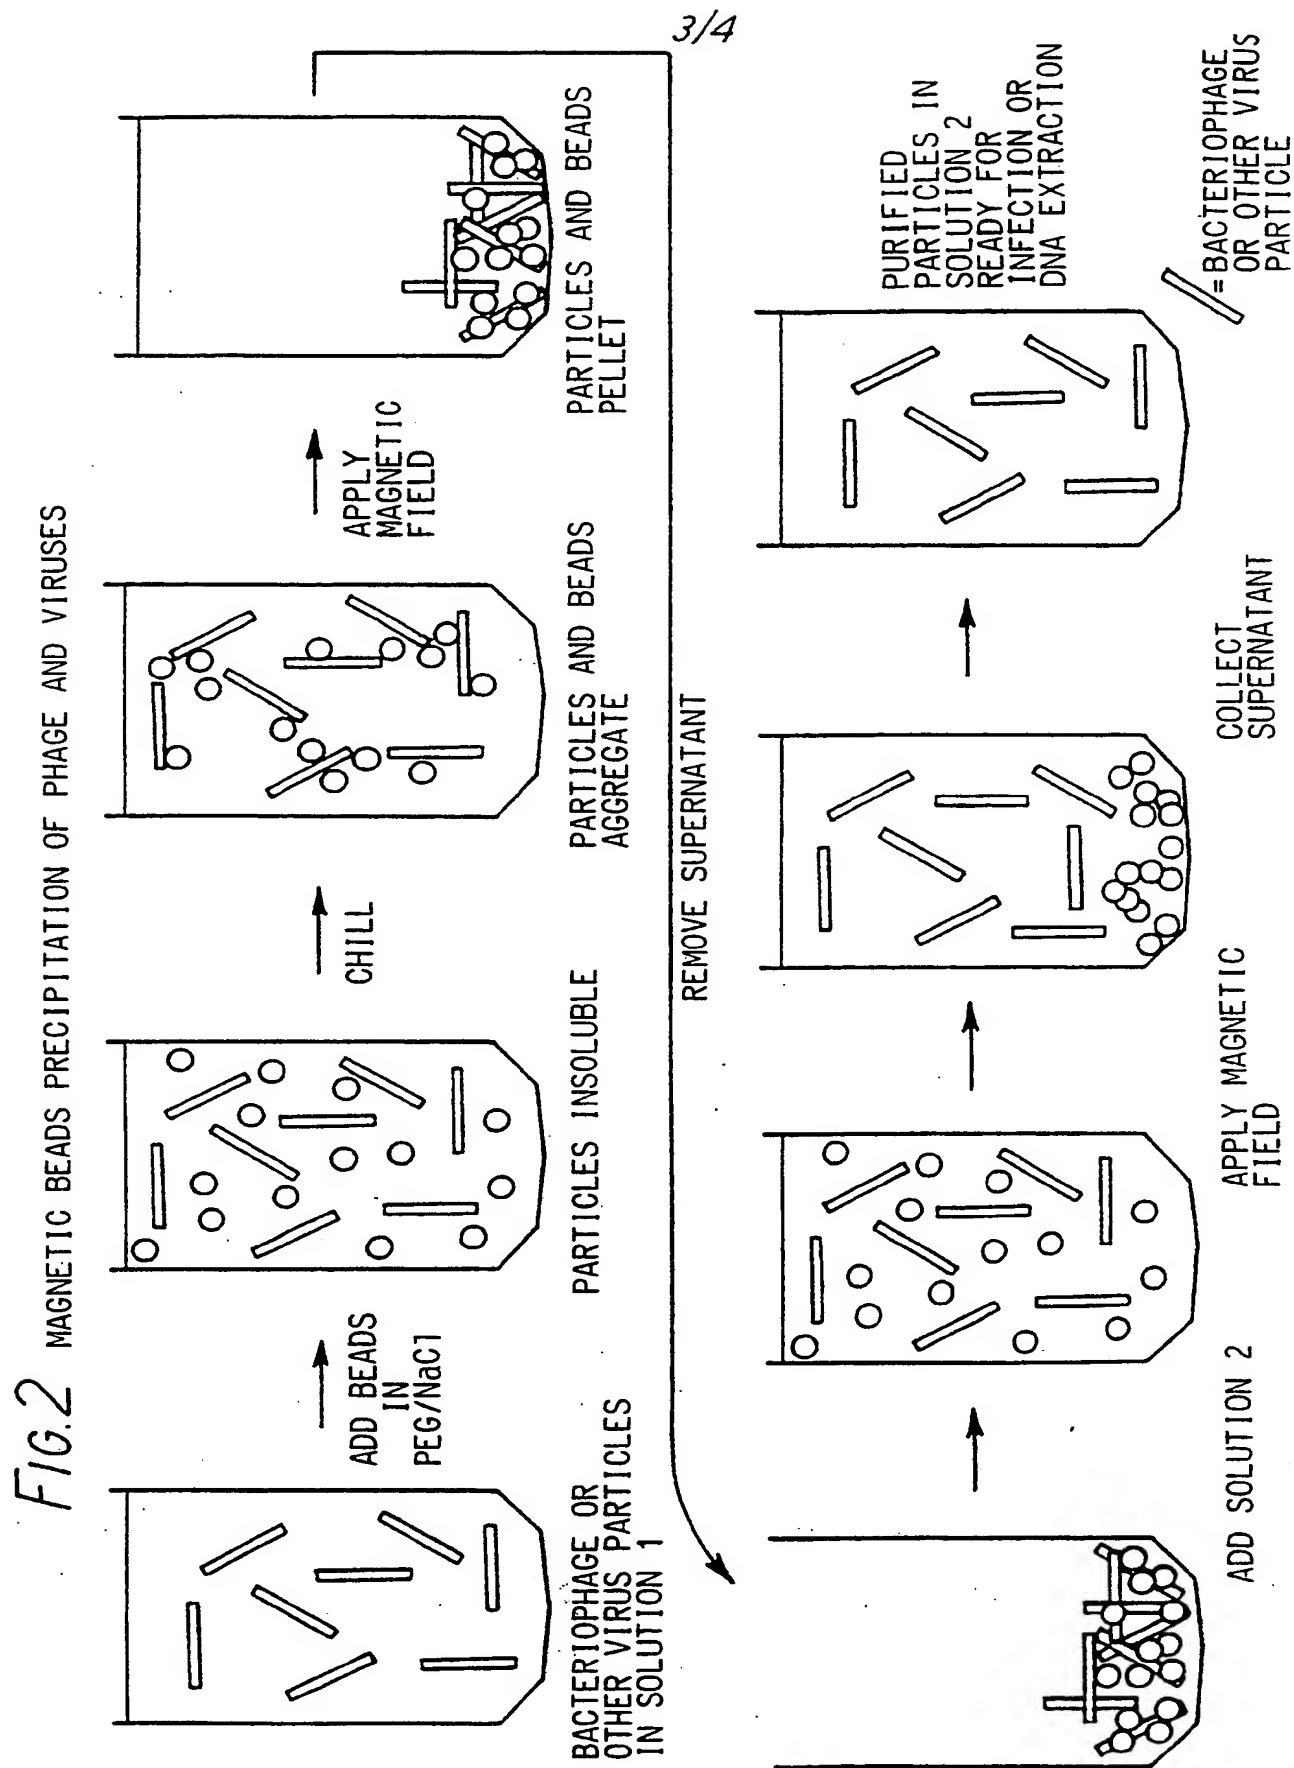 3/4
FIG.2 MAGNETIC BEADS PRECIPITATION OF PHAGE AND VIRUSES
ADD BEADS
IN
PEG/NaCl
CHILL
APPLY
MAGNETIC
FIELD
BACTERIOPHAGE OR
OTHER VIRUS PARTICLES
IN SOLUTION 1
PARTICLES INSOLUBLE
PARTICLES AND BEADS
AGGREGATE
PARTICLES AND BEADS
PELLET
REMOVE SUPERNATANT
ADD SOLUTION 2
APPLY MAGNETIC
FIELD
COLLECT
SUPERNATANT
PURIFIED
PARTICLES IN
SOLUTION 2
READY FOR
INFECTION OR
DNA EXTRACTION
=BACTERIOPHAGE
OR OTHER VIRUS
PARTICLE